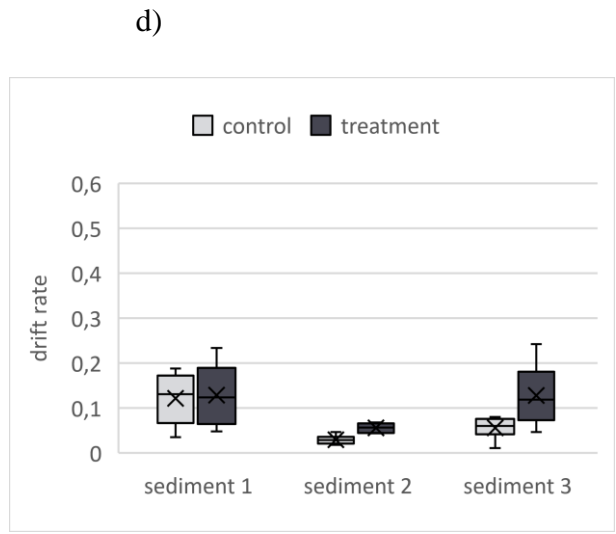 d)
control treatment
0,6
0,5
0,4
0,3
0,2
0,1
0
drift rate
sediment 1 sediment 2 sediment 3